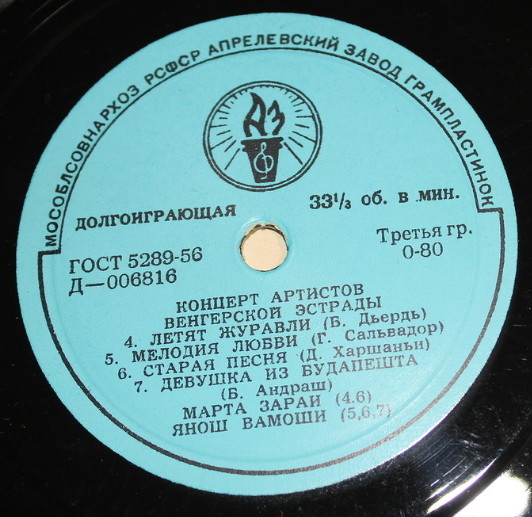 МОСОБЛСОВНАРХОЗ РСФСР АПРЕЛЕВСКИЙ ЗАВОД ГРАМПЛАСТИНОК
АЗ
ДОЛГОИГРАЮЩАЯ
33⅓ об. в мин.
ГОСТ 5289-56
Д—006816
Третья гр.
0-80
КОНЦЕРТ АРТИСТОВ
ВЕНГЕРСКОЙ ЭСТРАДЫ
4. ЛЕТЯТ ЖУРАВЛИ (Б. Дьердь)
5. МЕЛОДИЯ ЛЮБВИ (Г. Сальвадор)
6. СТАРАЯ ПЕСНЯ (Д. Харшаньи)
7. ДЕВУШКА ИЗ БУДАПЕШТА
(Б. Андраш)
МАРТА ЗАРАИ (4.6)
ЯНОШ ВАМОШИ (5,6,7)